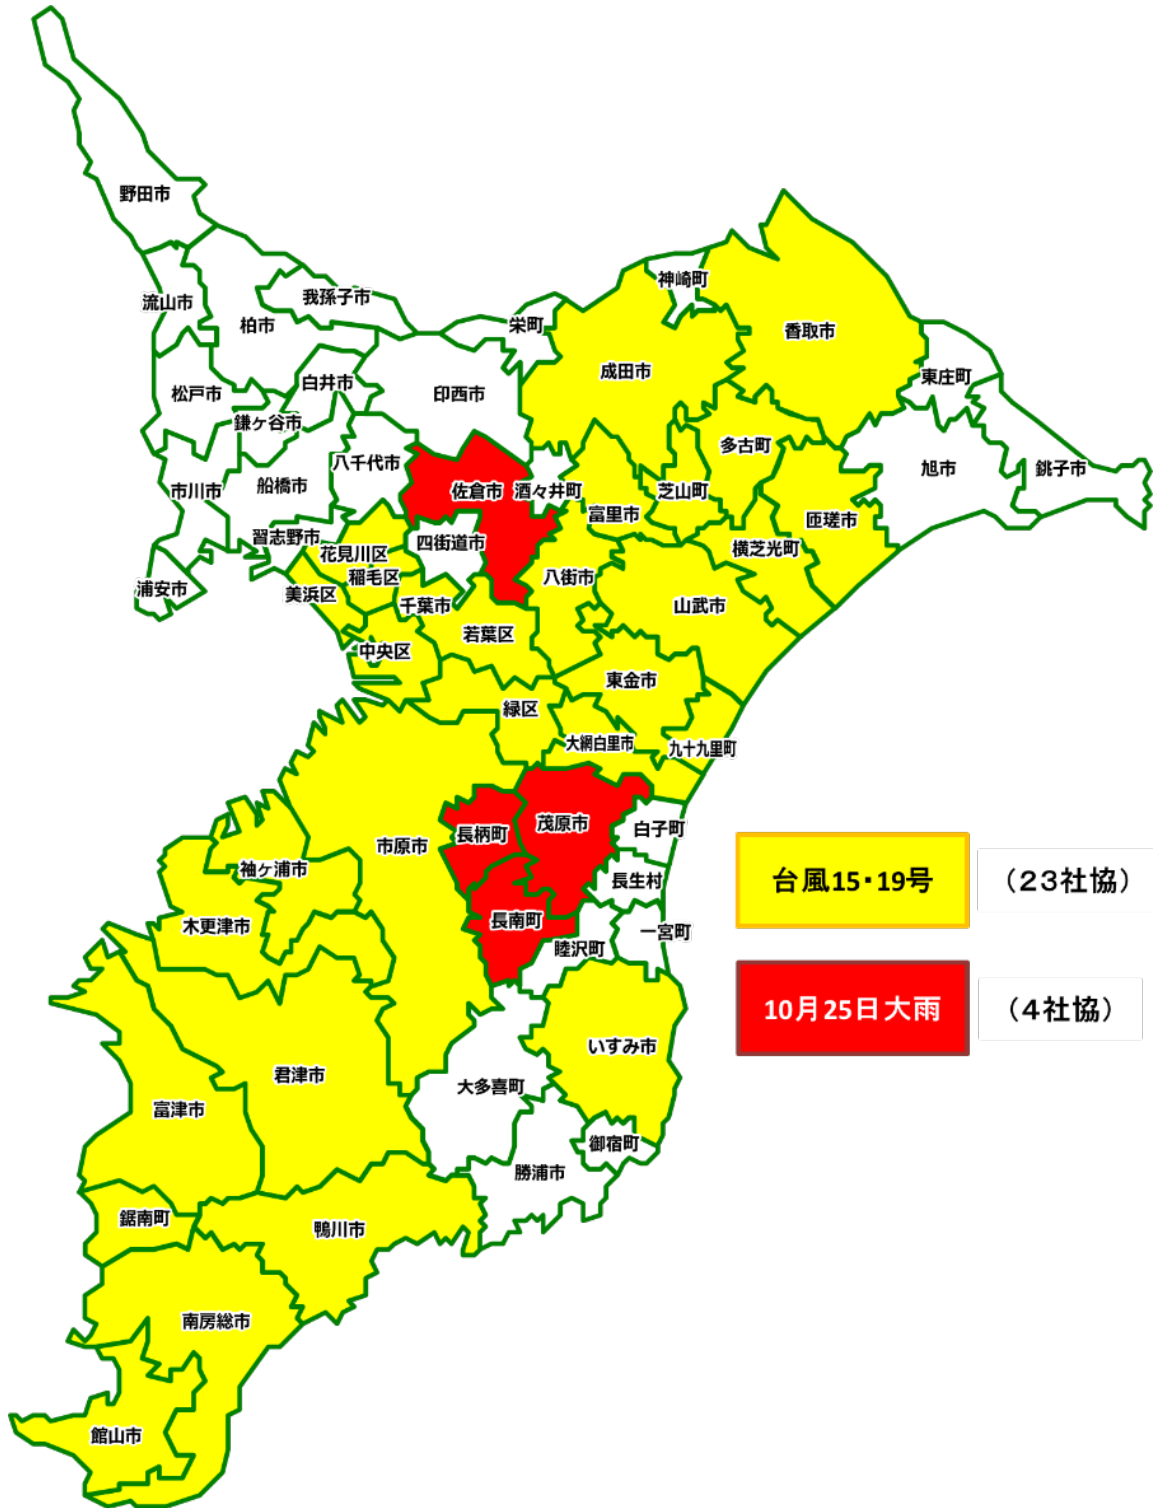 野田市
流山市
我孫子市
柏市
栄町
神崎町
香取市
成田市
東庄町
松戸市
白井市
印西市
鎌ヶ谷市
多古町
八千代市
旭市
銚子市
市川市
船橋市
佐倉市
酒々井町
芝山町
富里市
匝瑳市
習志野市
四街道市
横芝光町
花見川区
稲毛区
八街市
浦安市
美浜区
千葉市
山武市
若葉区
中央区
東金市
緑区
大網白里市
九十九里町
茂原市
白子町
長柄町
市原市
袖ヶ浦市
長生村
台風15・19号
（23社協）
木更津市
長南町
一宮町
睦沢町
10月25日大雨
（4社協）
いすみ市
君津市
大多喜町
富津市
御宿町
勝浦市
鋸南町
鴨川市
南房総市
館山市